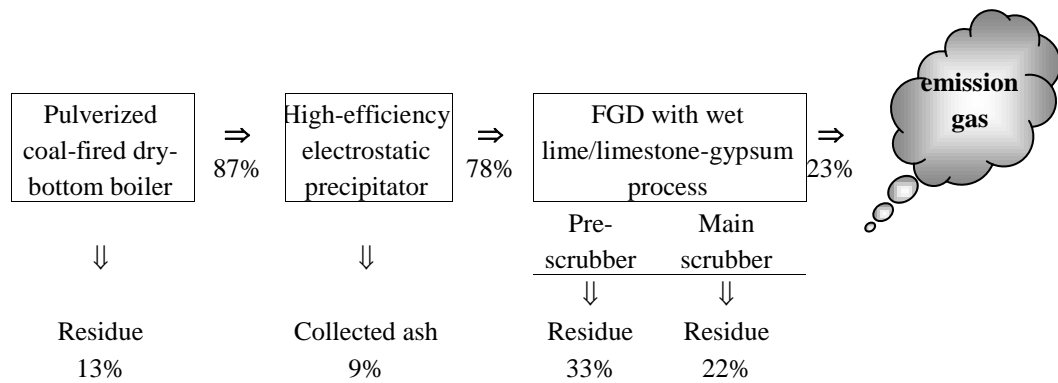 Pulverized
coal-fired dry-
bottom boiler
⇒
87%
High-efficiency
electrostatic
precipitator
⇒
78%
FGD with wet
lime/limestone-gypsum
process
⇒
23%
emission
gas
Pre-
scrubber
Main
scrubber
⇓
Residue
13%
⇓
Collected ash
9%
⇓
Residue
33%
⇓
Residue
22%